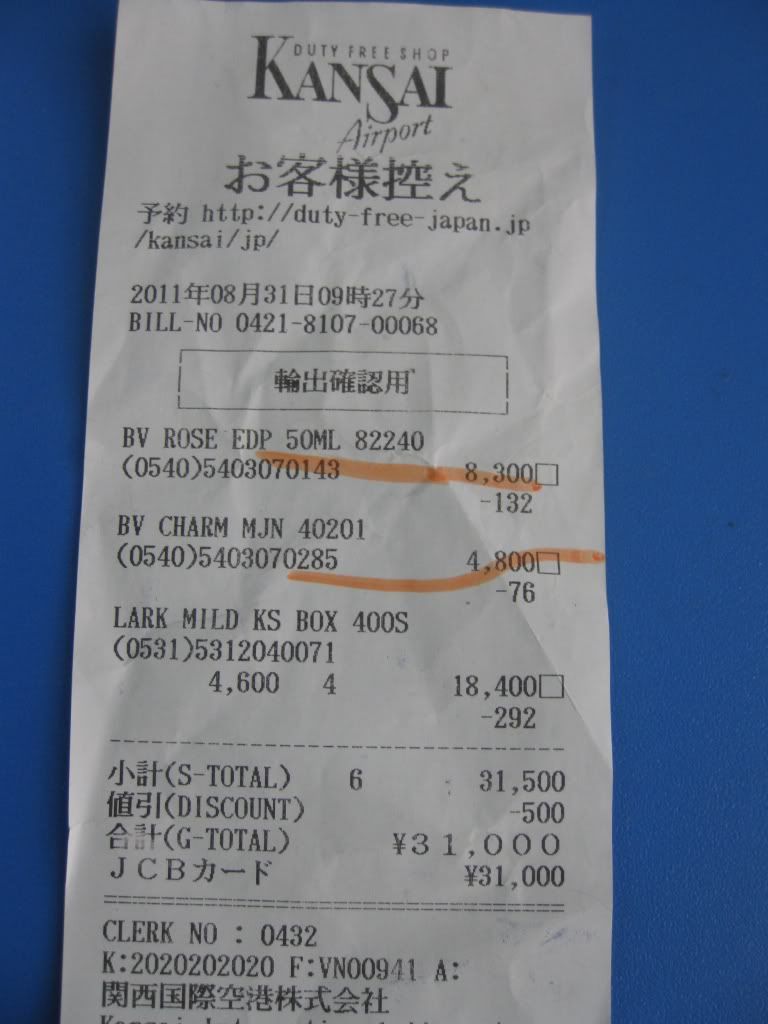 DUTY FREE SHOP
KANSAI
Airport
お客様控え
予約 http://duty-free-japan.jp
/kansai/jp/
2011年08月31日09時27分
BILL-NO 0421-8107-00068
輸出確認用
BV ROSE EDP 50ML 82240
(0540)5403070143 8,300□
-132
BV CHARM MJN 40201
(0540)5403070285 4,800□
-76
LARK MILD KS BOX 400S
(0531)5312040071
4,600 4 18,400□
-292
小計(S-TOTAL) 6 31,500
値引(DISCOUNT) -500
合計(G-TOTAL) ¥31,000
JCBカード ¥31,000
CLERK NO : 0432
K:2020202020 F:VN00941 A:
関西国際空港株式会社